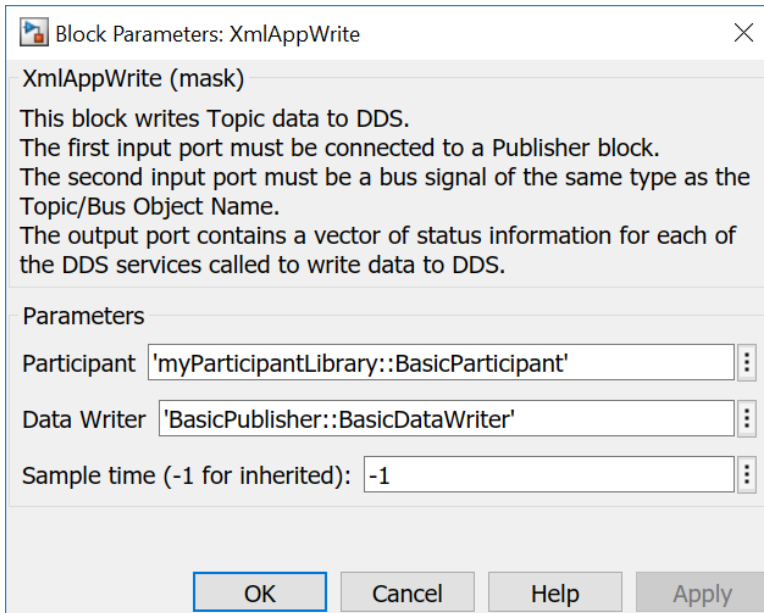 Block Parameters: XmlAppWrite
XmlAppWrite (mask)
This block writes Topic data to DDS.
The first input port must be connected to a Publisher block.
The second input port must be a bus signal of the same type as the
Topic/Bus Object Name.
The output port contains a vector of status information for each of
the DDS services called to write data to DDS.
Parameters
Participant 'myParticipantLibrary::BasicParticipant'
Data Writer 'BasicPublisher::BasicDataWriter'
Sample time (-1 for inherited): -1
OK Cancel Help Apply